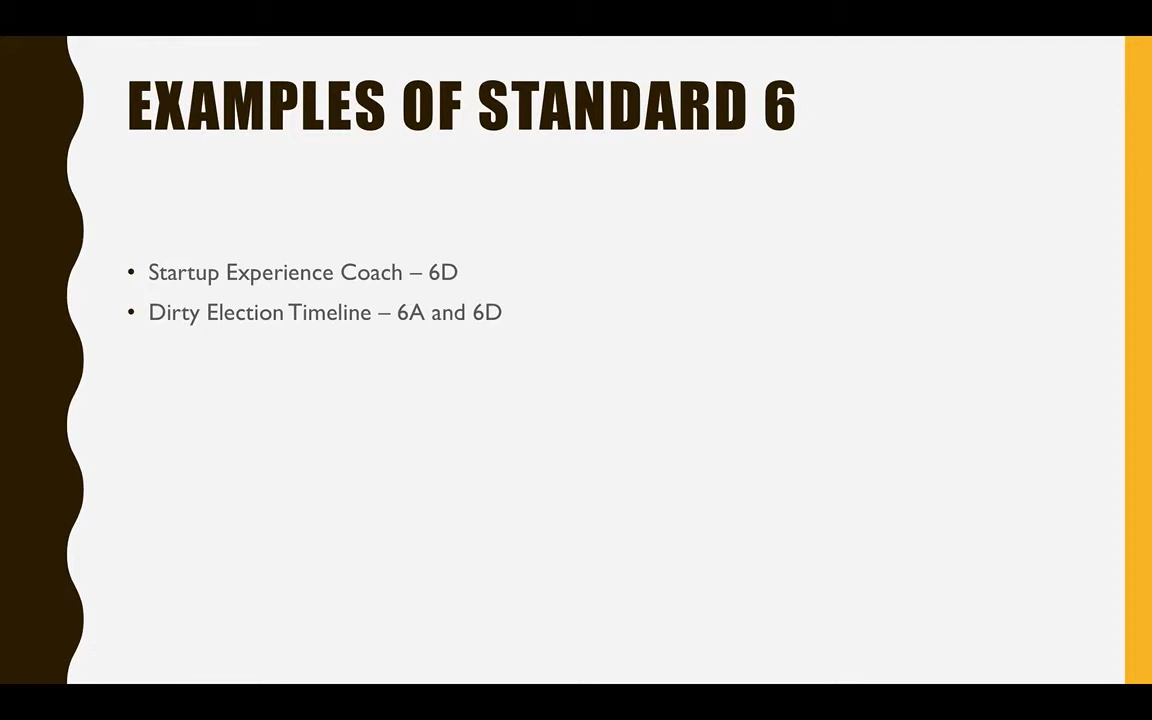 EXAMPLES OF STANDARD 6
• Startup Experience Coach – 6D
• Dirty Election Timeline – 6A and 6D